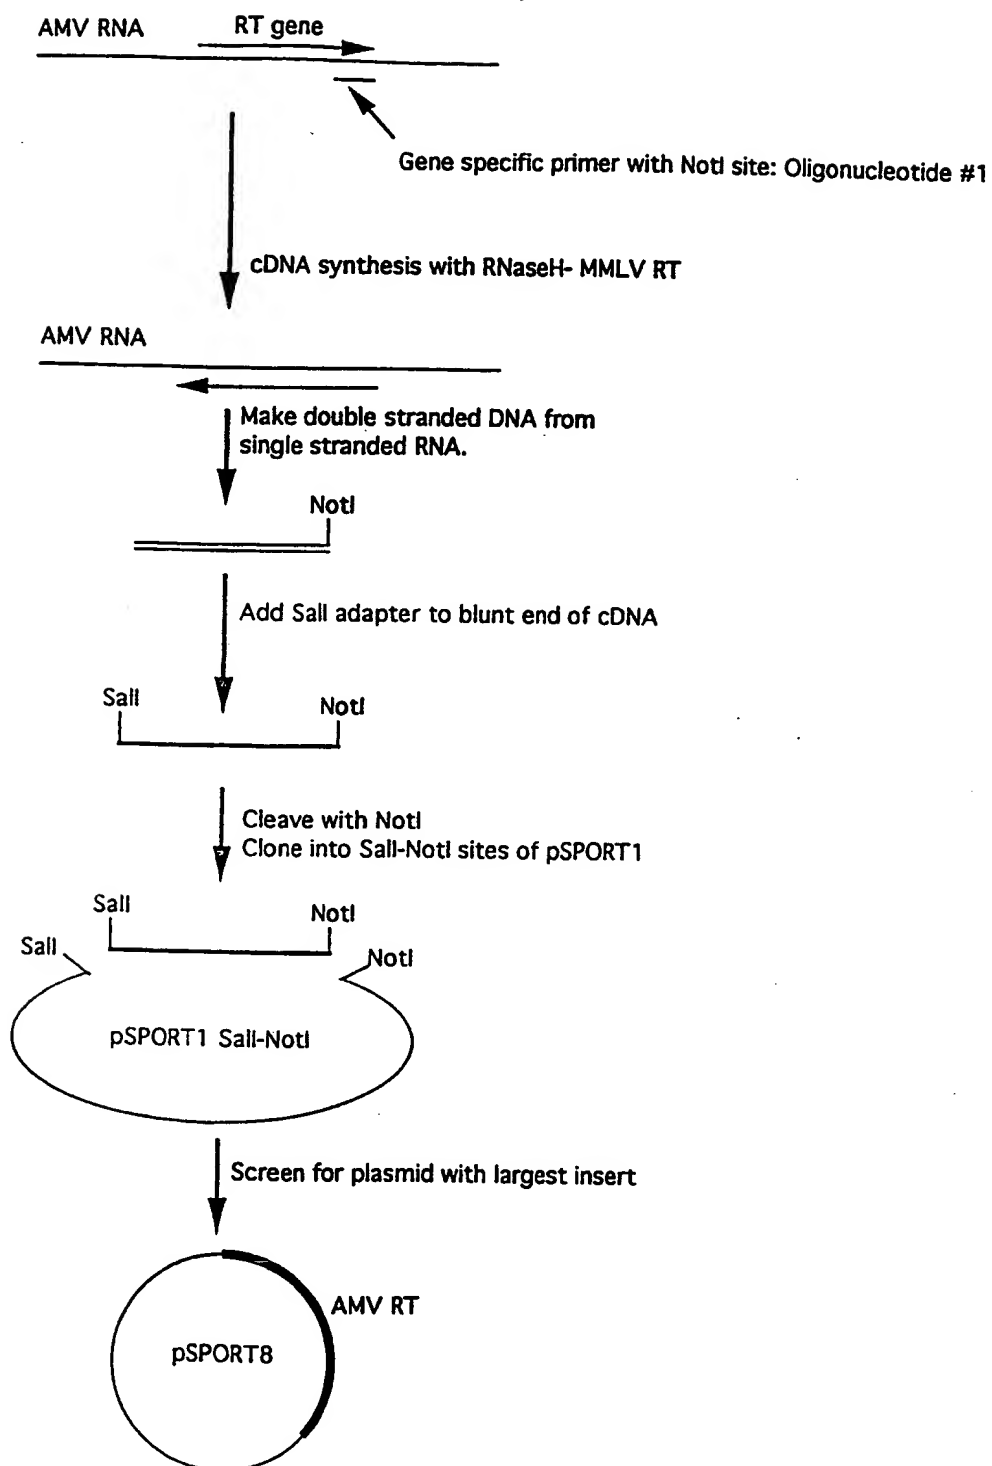 AMV RNA
RT gene
Gene specific primer with NotI site: Oligonucleotide #1
cDNA synthesis with RNaseH- MMLV RT
AMV RNA
Make double stranded DNA from
single stranded RNA.
NotI
Add SalI adapter to blunt end of cDNA
SalI
NotI
Cleave with NotI
Clone into SalI-NotI sites of pSPORT1
SalI
NotI
SalI
NotI
pSPORT1 SalI-NotI
Screen for plasmid with largest insert
AMV RT
pSPORT8